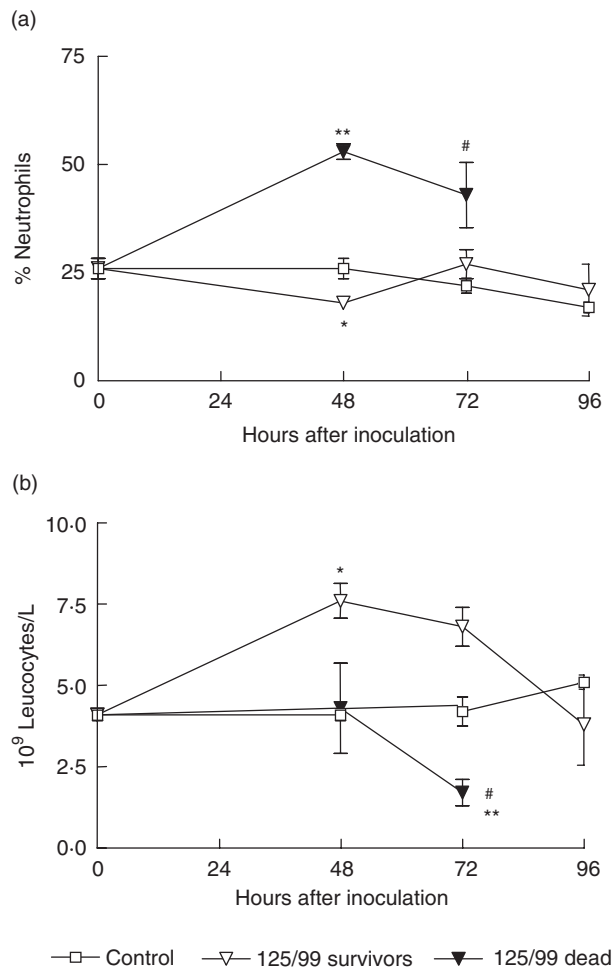 (a)
75
50
25
0
% Neutrophils
**
#
*
0 24 48 72 96
Hours after inoculation
(b)
10·0
7·5
5·0
2·5
0·0
10⁹ Leucocytes/L
*
#
**
0 24 48 72 96
Hours after inoculation
Control 125/99 survivors 125/99 dead